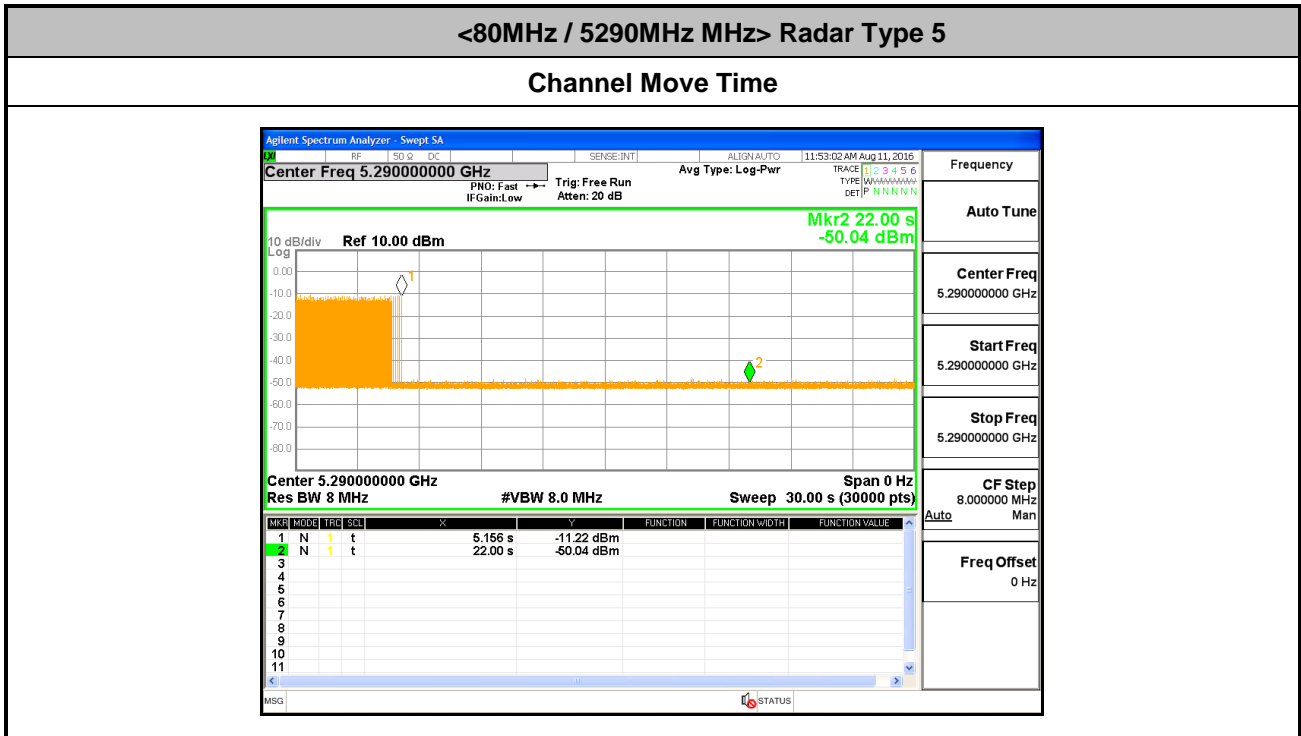 <80MHz / 5290MHz MHz> Radar Type 5
Channel Move Time
Agilent Spectrum Analyzer - Swept SA
LXI RF 50 Ω DC SENSE:INT ALIGN AUTO 11:53:02 AM Aug 11, 2016
Center Freq 5.290000000 GHz
PNO: Fast
IFGain:Low
Trig: Free Run
Atten: 20 dB
Avg Type: Log-Pwr
TRACE 1 2 3 4 5 6
TYPE
DET P N N N N N
Mkr2 22.00 s
-50.04 dBm
10 dB/div Ref 10.00 dBm
Log
0.00
-10.0
-20.0
-30.0
-40.0
-50.0
-60.0
-70.0
-80.0
1
2
Center 5.290000000 GHz Span 0 Hz
Res BW 8 MHz #VBW 8.0 MHz Sweep 30.00 s (30000 pts)
MKR MODE TRC SCL X Y FUNCTION FUNCTION WIDTH FUNCTION VALUE
1 N 1 t 5.156 s -11.22 dBm
2 N 1 t 22.00 s -50.04 dBm
3
4
5
6
7
8
9
10
11
MSG STATUS
Frequency
Auto Tune
Center Freq
5.290000000 GHz
Start Freq
5.290000000 GHz
Stop Freq
5.290000000 GHz
CF Step
8.000000 MHz
Auto Man
Freq Offset
0 Hz